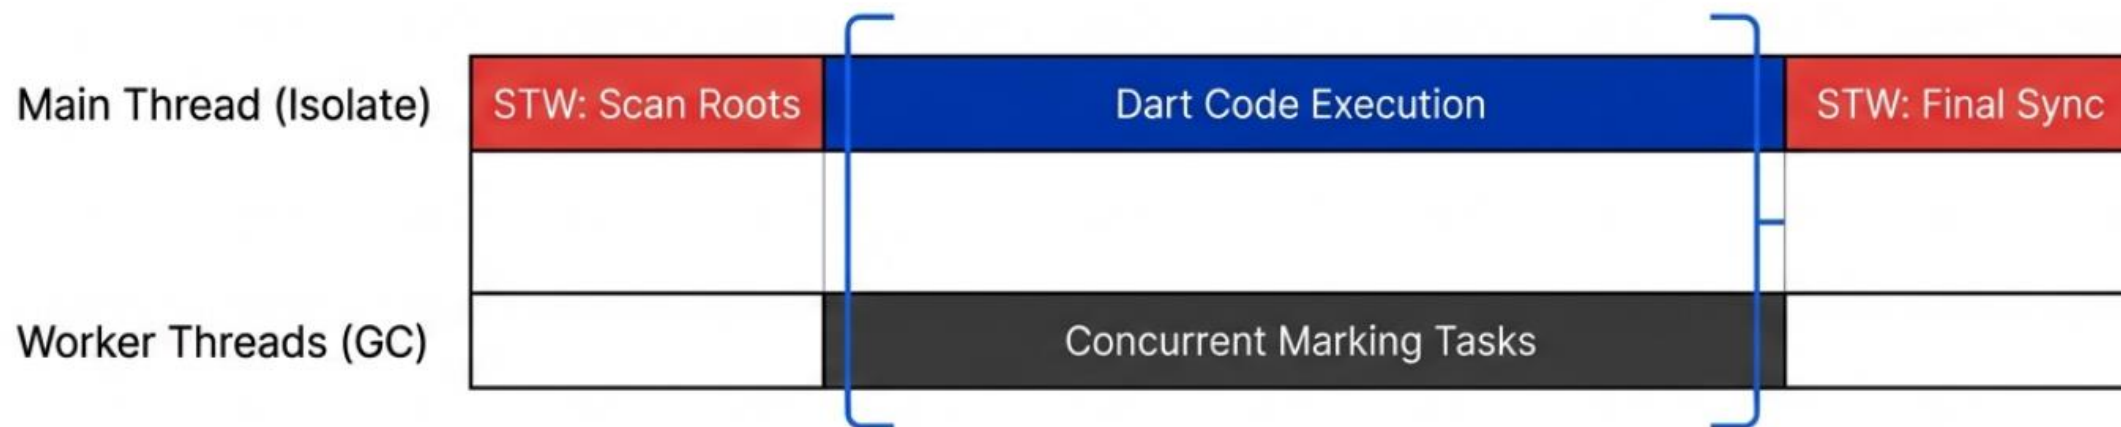 Main Thread (Isolate)
STW: Scan Roots
Dart Code Execution
STW: Final Sync
Worker Threads (GC)
Concurrent Marking Tasks